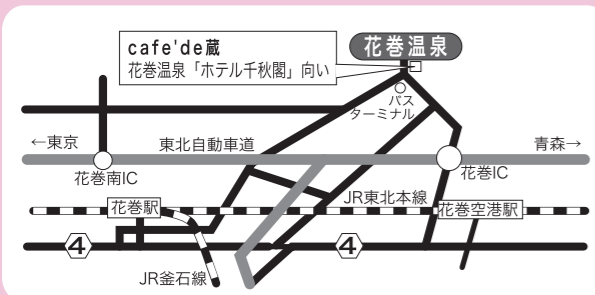 cafe'de蔵
花巻温泉「ホテル千秋閣」向い
花巻温泉
バス
ターミナル
←東京
東北自動車道
青森→
花巻南IC
花巻IC
JR東北本線
花巻駅
花巻空港駅
4
4
JR釜石線